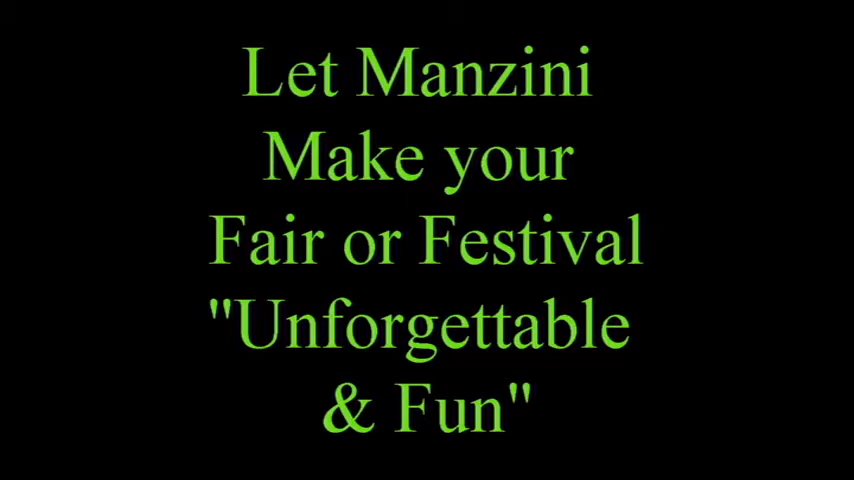 Let Manzini
Make your
Fair or Festival
"Unforgettable
& Fun"